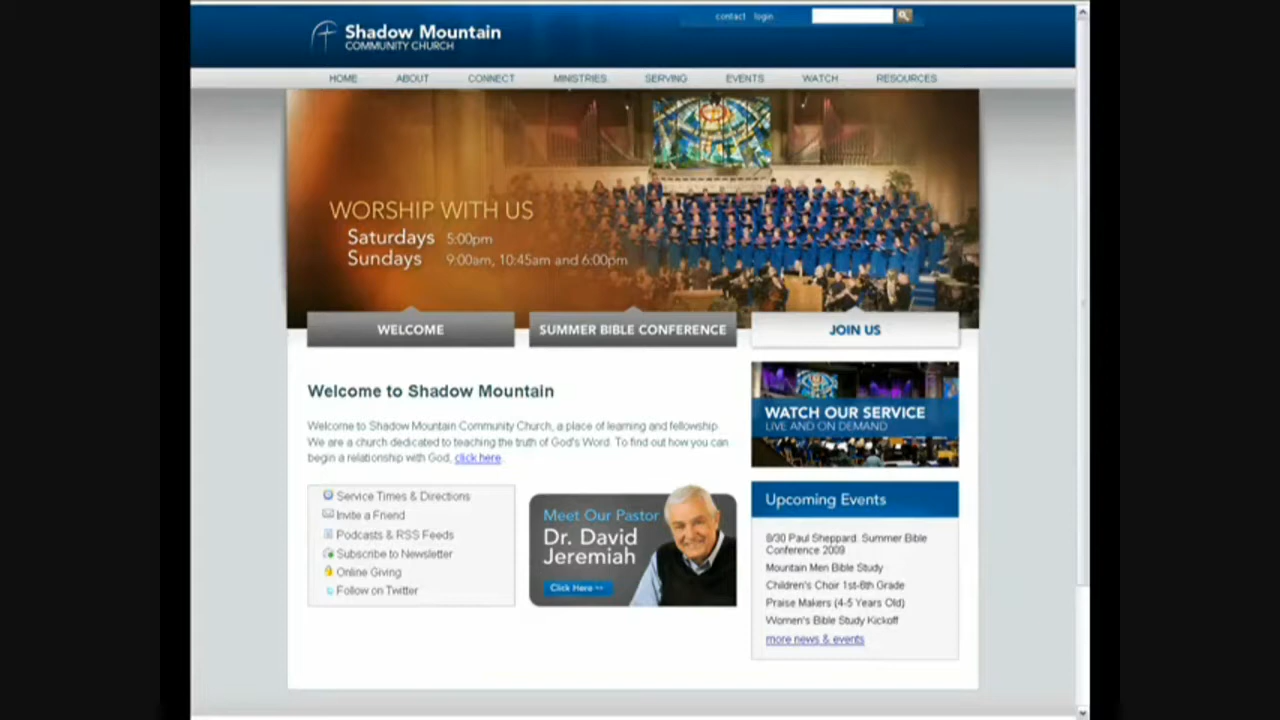 Shadow Mountain
COMMUNITY CHURCH
contact login
HOME ABOUT CONNECT MINISTRIES SERVING EVENTS WATCH RESOURCES
WORSHIP WITH US
Saturdays 5:00pm
Sundays 9:00am, 10:45am and 6:00pm
WELCOME
SUMMER BIBLE CONFERENCE
JOIN US
Welcome to Shadow Mountain
Welcome to Shadow Mountain Community Church, a place of learning and fellowship.
We are a church dedicated to teaching the truth of God's Word. To find out how you can
begin a relationship with God, click here.
Service Times & Directions
Invite a Friend
Podcasts & RSS Feeds
Subscribe to Newsletter
Online Giving
Follow on Twitter
Meet Our Pastor
Dr. David
Jeremiah
Click Here >>
WATCH OUR SERVICE
LIVE AND ON DEMAND
Upcoming Events
8/30 Paul Sheppard. Summer Bible
Conference 2009
Mountain Men Bible Study
Children's Choir 1st-6th Grade
Praise Makers (4-5 Years Old)
Women's Bible Study Kickoff
more news & events